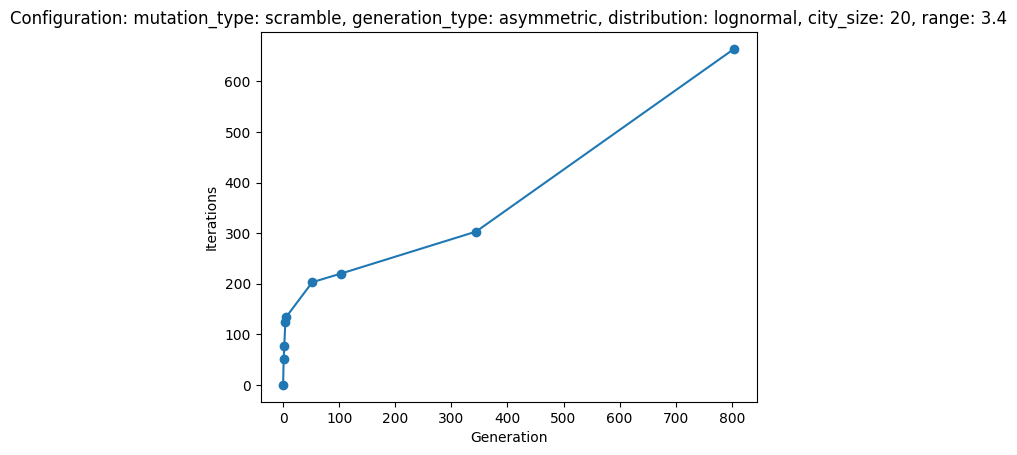 Configuration: mutation_type: scramble, generation_type: asymmetric, distribution: lognormal, city_size: 20, range: 3.4
600
500
400
300
200
100
0
Iterations
0 100 200 300 400 500 600 700 800
Generation